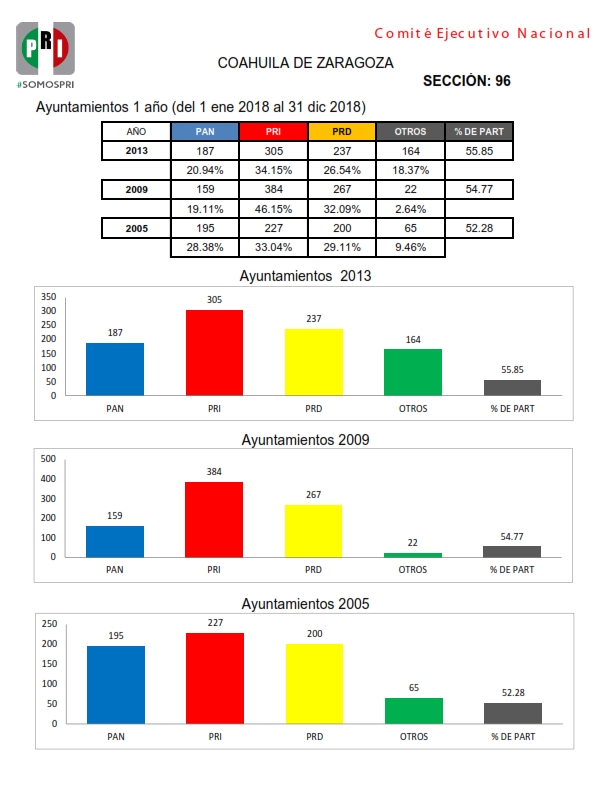 Comité Ejecutivo Nacional
PRI
#SOMOSPRI
COAHUILA DE ZARAGOZA
SECCIÓN: 96
Ayuntamientos 1 año (del 1 ene 2018 al 31 dic 2018)
AÑO PAN PRI PRD OTROS % DE PART
2013 187 305 237 164 55.85
20.94% 34.15% 26.54% 18.37%
2009 159 384 267 22 54.77
19.11% 46.15% 32.09% 2.64%
2005 195 227 200 65 52.28
28.38% 33.04% 29.11% 9.46%
Ayuntamientos 2013
350
300
250
200
150
100
50
0
187 305 237 164 55.85
PAN PRI PRD OTROS % DE PART
Ayuntamientos 2009
500
400
300
200
100
0
159 384 267 22 54.77
PAN PRI PRD OTROS % DE PART
Ayuntamientos 2005
250
200
150
100
50
0
195 227 200 65 52.28
PAN PRI PRD OTROS % DE PART